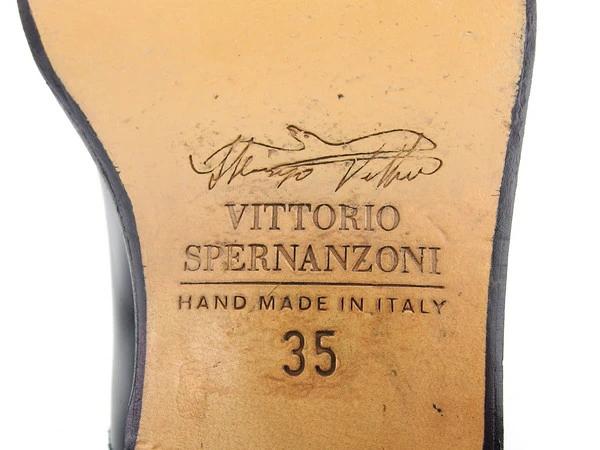 VITTORIO
SPERNANZONI
HAND MADE IN ITALY
35